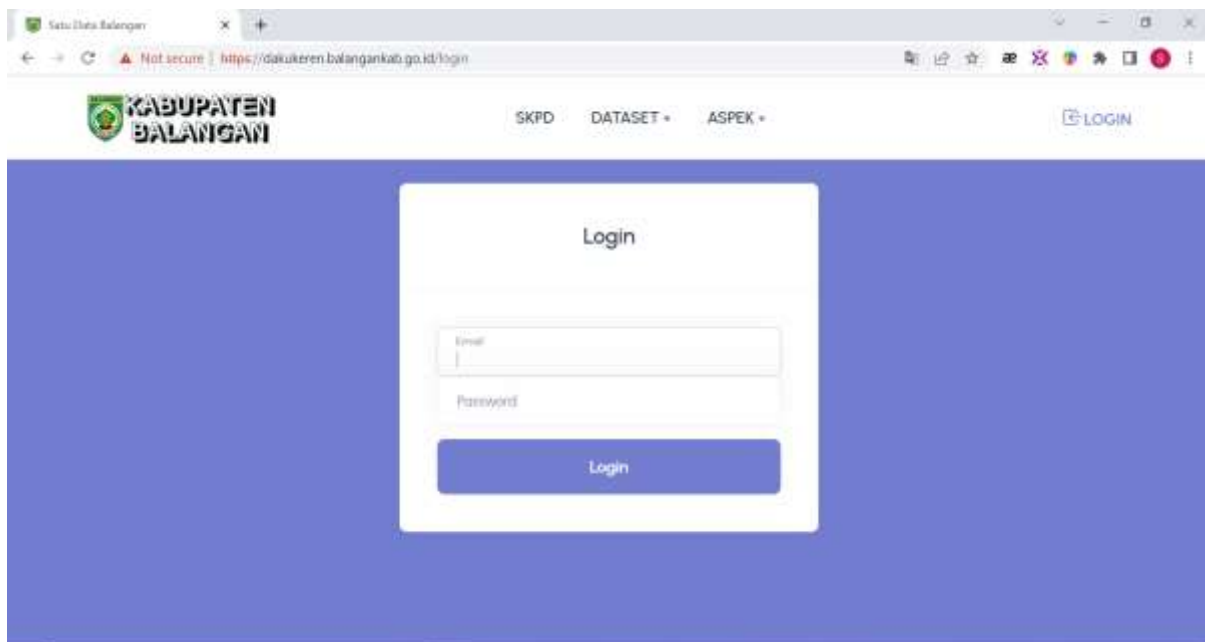 Satu Data Balangan
Not secure | https://dakukeren.balangankab.go.id/login
KABUPATEN
BALANGAN
SKPD DATASET ASPEK
LOGIN
Login
Email
Password
Login